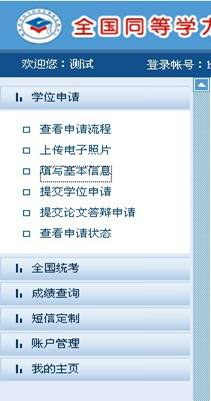 全国同等学力
欢迎您：测试 登录帐号：
学位申请
查看申请流程
上传电子照片
填写基本信息
提交学位申请
提交论文答辩申请
查看申请状态
全国统考
成绩查询
短信定制
账户管理
我的主页